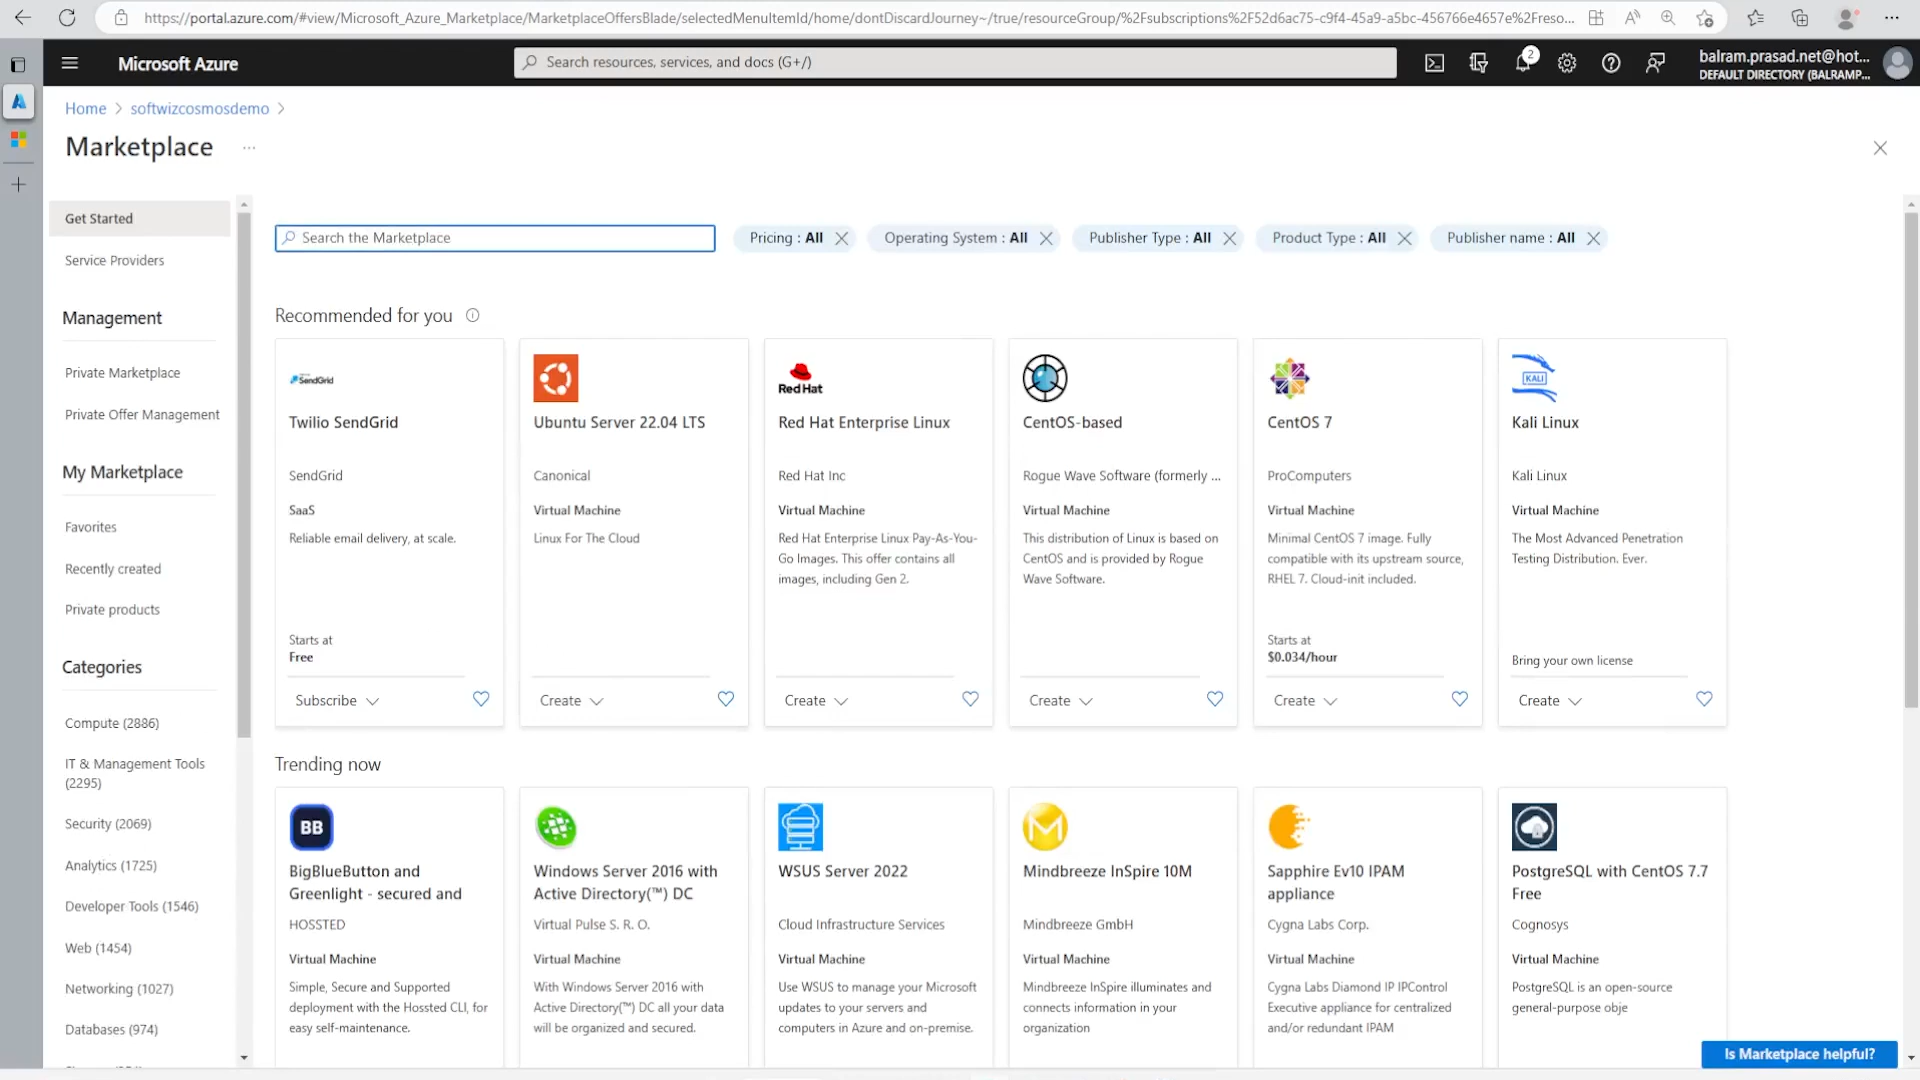 https://portal.azure.com/#view/Microsoft_Azure_Marketplace/MarketplaceOffersBlade/selectedMenuItemId/home/dontDiscardJourney~/true/resourceGroup/%2Fsubscriptions%2F52d6ac75-c9f4-45a9-a5bc-456766e4657e%2Freso...
Microsoft Azure
Search resources, services, and docs (G+/)
2
balram.prasad.net@hot...
DEFAULT DIRECTORY (BALRAMP...
Home > softwizcosmosdemo >
Marketplace ...
Get Started
Service Providers
Management
Private Marketplace
Private Offer Management
My Marketplace
Favorites
Recently created
Private products
Categories
Compute (2886)
IT & Management Tools
(2295)
Security (2069)
Analytics (1725)
Developer Tools (1546)
Web (1454)
Networking (1027)
Databases (974)
Search the Marketplace
Pricing : All
Operating System : All
Publisher Type : All
Product Type : All
Publisher name : All
Recommended for you
SendGrid
Twilio SendGrid
SendGrid
SaaS
Reliable email delivery, at scale.
Starts at
Free
Subscribe
Ubuntu Server 22.04 LTS
Canonical
Virtual Machine
Linux For The Cloud
Create
Red Hat
Red Hat Enterprise Linux
Red Hat Inc
Virtual Machine
Red Hat Enterprise Linux Pay-As-You-
Go Images. This offer contains all
images, including Gen 2.
Create
CentOS-based
Rogue Wave Software (formerly ...
Virtual Machine
This distribution of Linux is based on
CentOS and is provided by Rogue
Wave Software.
Create
CentOS 7
ProComputers
Virtual Machine
Minimal CentOS 7 image. Fully
compatible with its upstream source,
RHEL 7. Cloud-init included.
Starts at
$0.034/hour
Create
KALI
Kali Linux
Kali Linux
Virtual Machine
The Most Advanced Penetration
Testing Distribution. Ever.
Bring your own license
Create
Trending now
BB
BigBlueButton and
Greenlight - secured and
HOSSTED
Virtual Machine
Simple, Secure and Supported
deployment with the Hossted CLI, for
easy self-maintenance.
Windows Server 2016 with
Active Directory(™) DC
Virtual Pulse S. R. O.
Virtual Machine
With Windows Server 2016 with
Active Directory(™) DC all your data
will be organized and secured.
WSUS Server 2022
Cloud Infrastructure Services
Virtual Machine
Use WSUS to manage your Microsoft
updates to your servers and
computers in Azure and on-premise.
Mindbreeze InSpire 10M
Mindbreeze GmbH
Virtual Machine
Mindbreeze InSpire illuminates and
connects information in your
organization
Sapphire Ev10 IPAM
appliance
Cygna Labs Corp.
Virtual Machine
Cygna Labs Diamond IP IPControl
Executive appliance for centralized
and/or redundant IPAM
PostgreSQL with CentOS 7.7
Free
Cognosys
Virtual Machine
PostgreSQL is an open-source
general-purpose obje
Is Marketplace helpful?